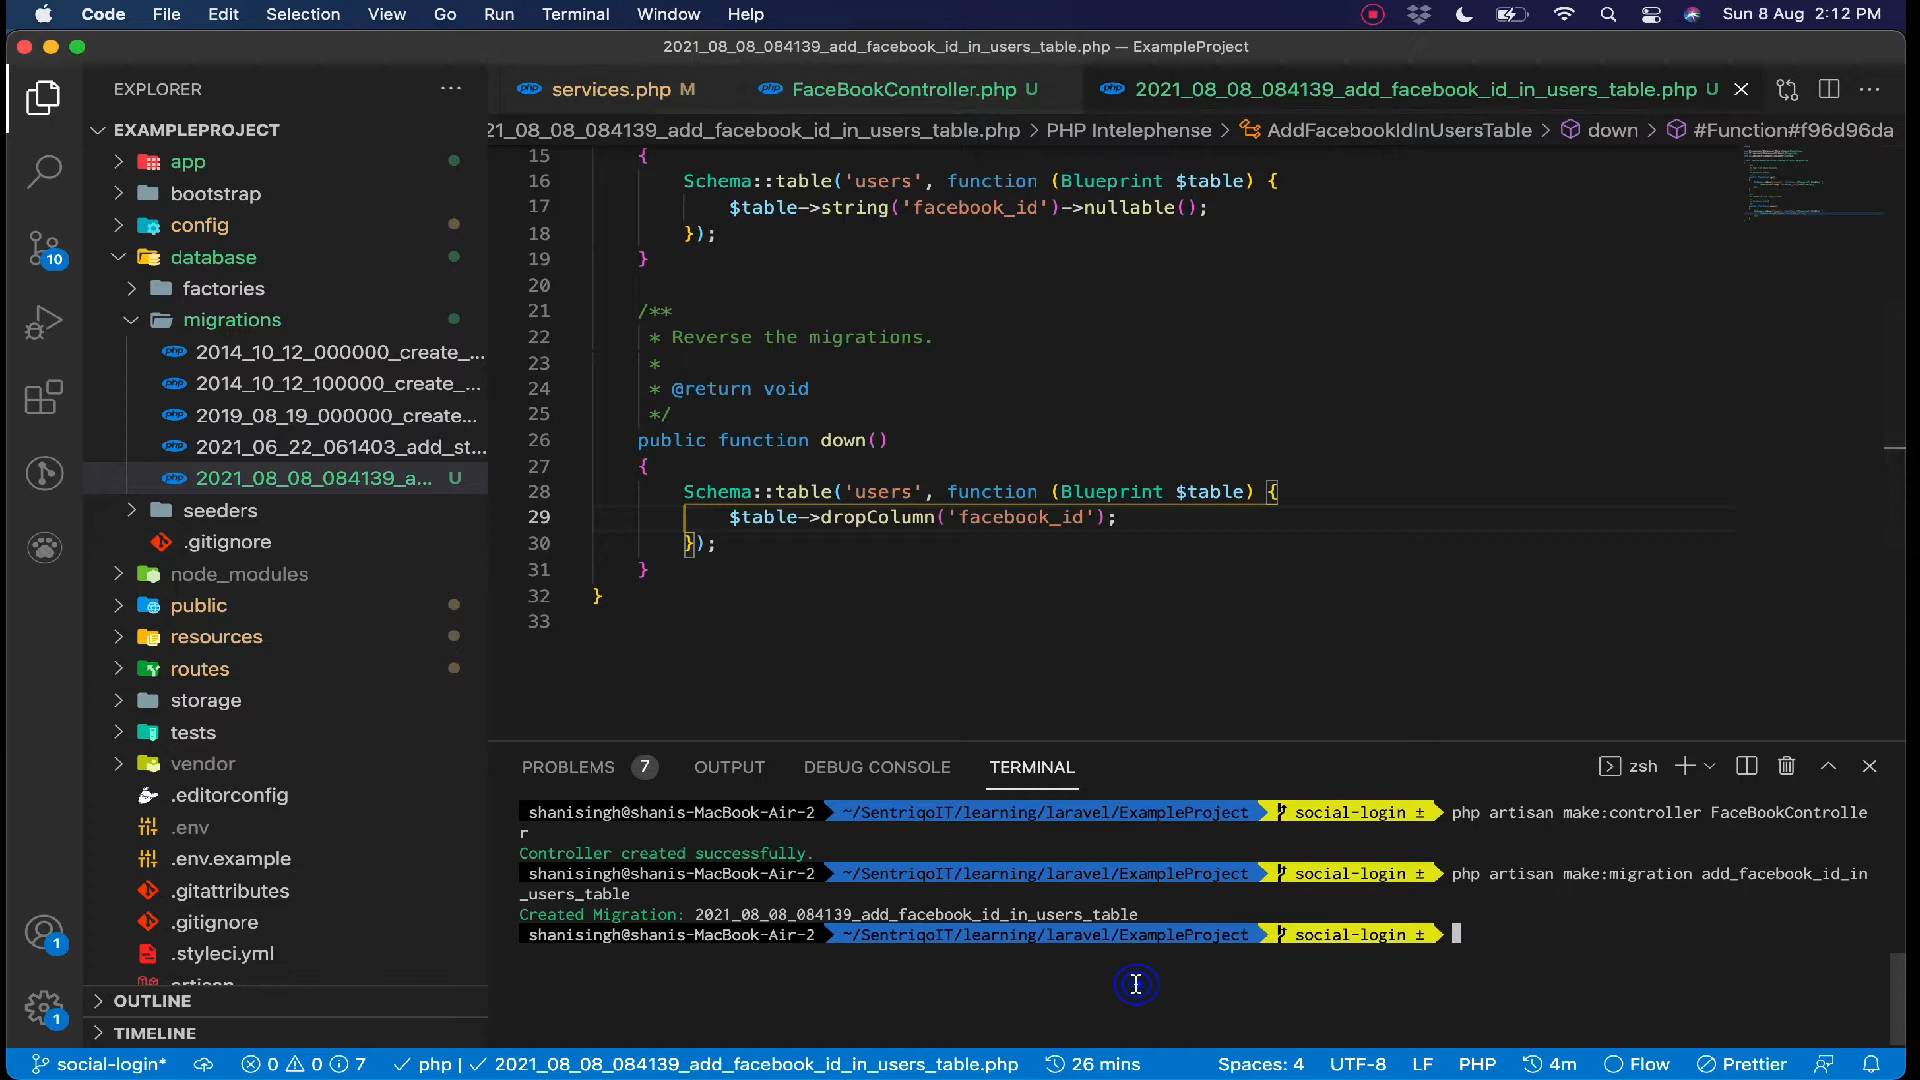 Code File Edit Selection View Go Run Terminal Window Help Sun 8 Aug 2:12 PM
2021_08_08_084139_add_facebook_id_in_users_table.php — ExampleProject
EXPLORER
services.php M FaceBookController.php U 2021_08_08_084139_add_facebook_id_in_users_table.php U
21_08_08_084139_add_facebook_id_in_users_table.php > PHP Intelephense > AddFacebookIdInUsersTable > down > #Function#f96d96da
EXAMPLEPROJECT
app
bootstrap
config
database
factories
migrations
2014_10_12_000000_create_...
2014_10_12_100000_create_...
2019_08_19_000000_create...
2021_06_22_061403_add_st...
2021_08_08_084139_a... U
seeders
.gitignore
node_modules
public
resources
routes
storage
tests
vendor
.editorconfig
.env
.env.example
.gitattributes
.gitignore
.styleci.yml
artisan
OUTLINE
TIMELINE
10
1
1
15 {
16 Schema::table('users', function (Blueprint $table) {
17 $table->string('facebook_id')->nullable();
18 });
19 }
20
21 /**
22 * Reverse the migrations.
23 *
24 * @return void
25 */
26 public function down()
27 {
28 Schema::table('users', function (Blueprint $table) {
29 $table->dropColumn('facebook_id');
30 });
31 }
32 }
33
PROBLEMS 7 OUTPUT DEBUG CONSOLE TERMINAL zsh
shanisingh@shanis-MacBook-Air-2 ~/SentriqoIT/learning/laravel/ExampleProject social-login ± php artisan make:controller FaceBookControlle
r
Controller created successfully.
shanisingh@shanis-MacBook-Air-2 ~/SentriqoIT/learning/laravel/ExampleProject social-login ± php artisan make:migration add_facebook_id_in
_users_table
Created Migration: 2021_08_08_084139_add_facebook_id_in_users_table
shanisingh@shanis-MacBook-Air-2 ~/SentriqoIT/learning/laravel/ExampleProject social-login ±
social-login* 0 0 7 php | 2021_08_08_084139_add_facebook_id_in_users_table.php 26 mins Spaces: 4 UTF-8 LF PHP 4m Flow Prettier